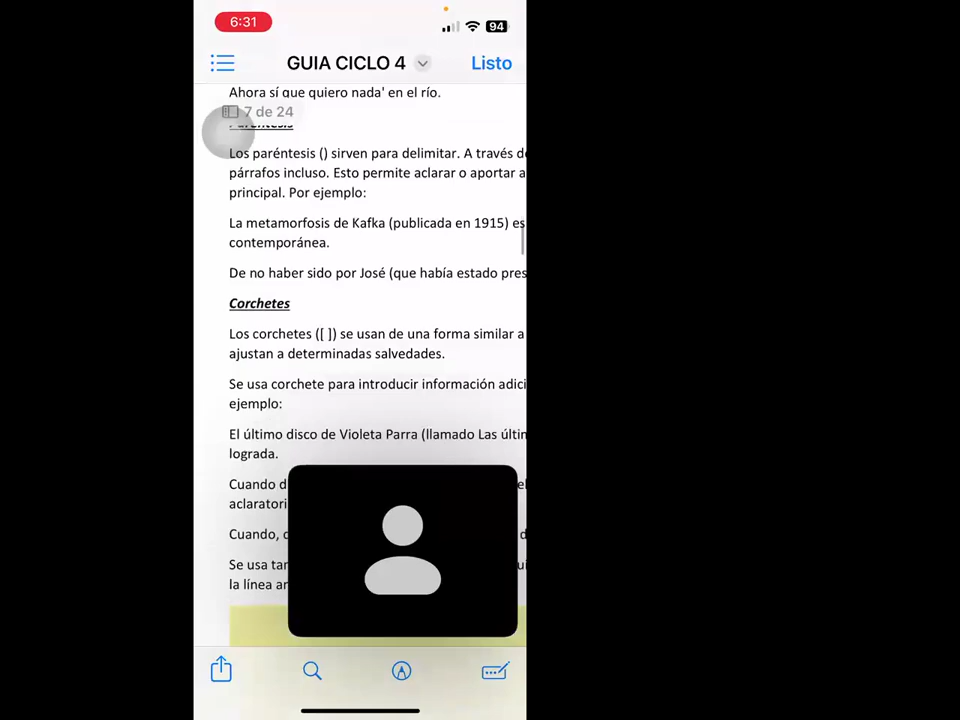 6:31
94
GUIA CICLO 4
Listo
Ahora sí que quiero nada' en el río.
7 de 24
Paréntesis
Los paréntesis () sirven para delimitar. A través d
párrafos incluso. Esto permite aclarar o aportar a
principal. Por ejemplo:
La metamorfosis de Kafka (publicada en 1915) es
contemporánea.
De no haber sido por José (que había estado pres
Corchetes
Los corchetes ([ ]) se usan de una forma similar a
ajustan a determinadas salvedades.
Se usa corchete para introducir información adici
ejemplo:
El último disco de Violeta Parra (llamado Las últin
lograda.
Cuando d
aclaratori
Cuando,
Se usa tar
la línea